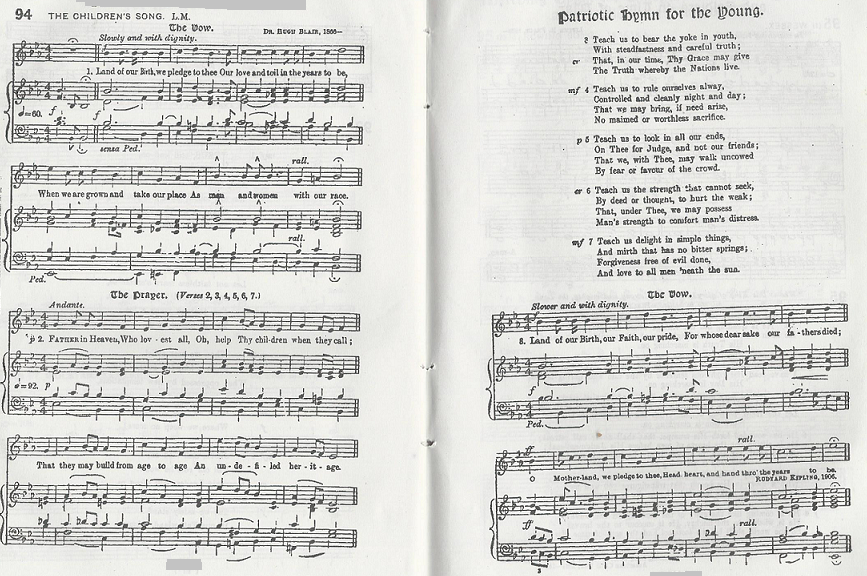 94 THE CHILDREN'S SONG. L.M.
The Vow.
DR. HUGH BLAIR, 1866–
Slowly and with dignity.
1. Land of our Birth, we pledge to thee Our love and toil in the years to be,
♩=60. f f
senza Ped.
rall.
When we are grown and take our place As men and women with our race.
rall.
Ped.
The Prayer. (Verses 2, 3, 4, 5, 6, 7.)
Andante.
p 2. FATHER in Heaven, Who lov - est all, Oh, help Thy chil-dren when they call;
♩=92. p
That they may build from age to age An un - de - fi - led her - it - age.
Patriotic Hymn for the Young.
3 Teach us to bear the yoke in youth,
With steadfastness and careful truth;
cr That, in our time, Thy Grace may give
The Truth whereby the Nations live.
mf 4 Teach us to rule ourselves alway,
Controlled and cleanly night and day;
That we may bring, if need arise,
No maimed or worthless sacrifice.
p 5 Teach us to look in all our ends,
On Thee for Judge, and not our friends;
That we, with Thee, may walk uncowed
By fear or favour of the crowd.
cr 6 Teach us the strength that cannot seek,
By deed or thought, to hurt the weak;
That, under Thee, we may possess
Man's strength to comfort man's distress.
mf 7 Teach us delight in simple things,
And mirth that has no bitter springs;
Forgiveness free of evil done,
And love to all men 'neath the sun.
The Vow.
Slower and with dignity.
8. Land of our Birth, our Faith, our pride, For whose dear sake our fa - thers died;
f
Ped.
ff rall.
O Mother-land, we pledge to thee, Head, heart, and hand thro' the years to be.
RUDYARD KIPLING, 1906.
ff rall.